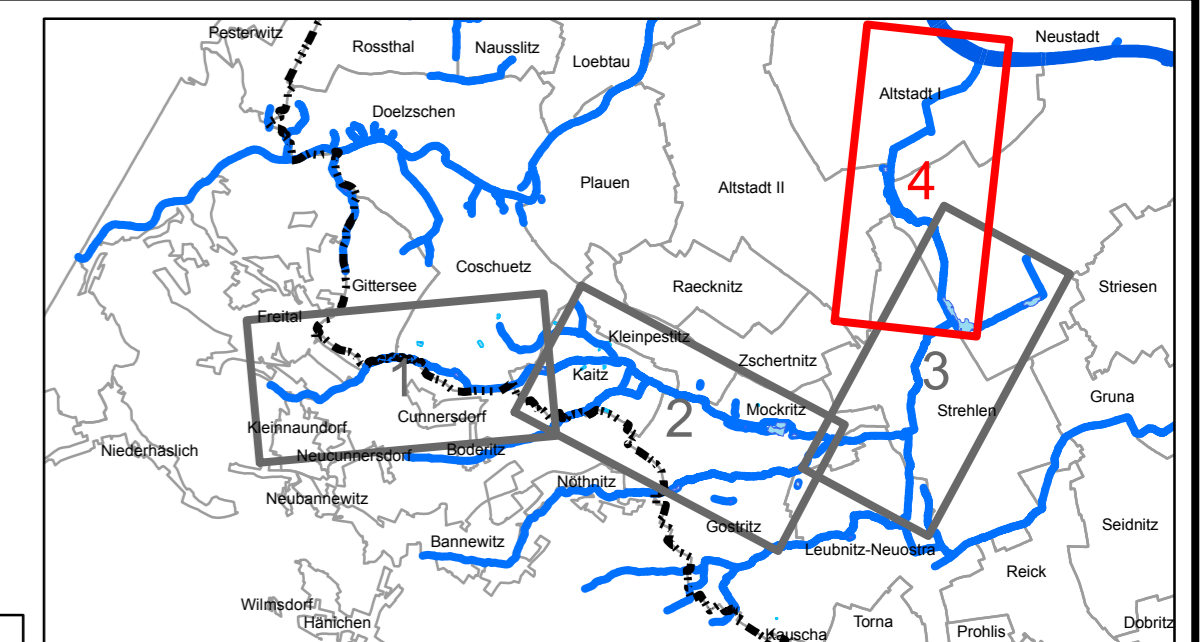 Pesterwitz
Rossthal
Nausslitz
Loebtau
Neustadt
Doelzschen
Altstadt I
Plauen
Altstadt II
4
Coschuetz
Gittersee
Raecknitz
Striesen
Freital
Kleinpestitz
Zschertnitz
1
Kaitz
3
Cunnersdorf
2
Mockritz
Strehlen
Gruna
Kleinnaundorf
Niederhäslich
Neucunnersdorf
Boderitz
Nöthnitz
Neubannewitz
Gostritz
Seidnitz
Bannewitz
Leubnitz-Neuostra
Reick
Wilmsdorf
Hänichen
Torna
Prohlis
Dobritz
Kauscha